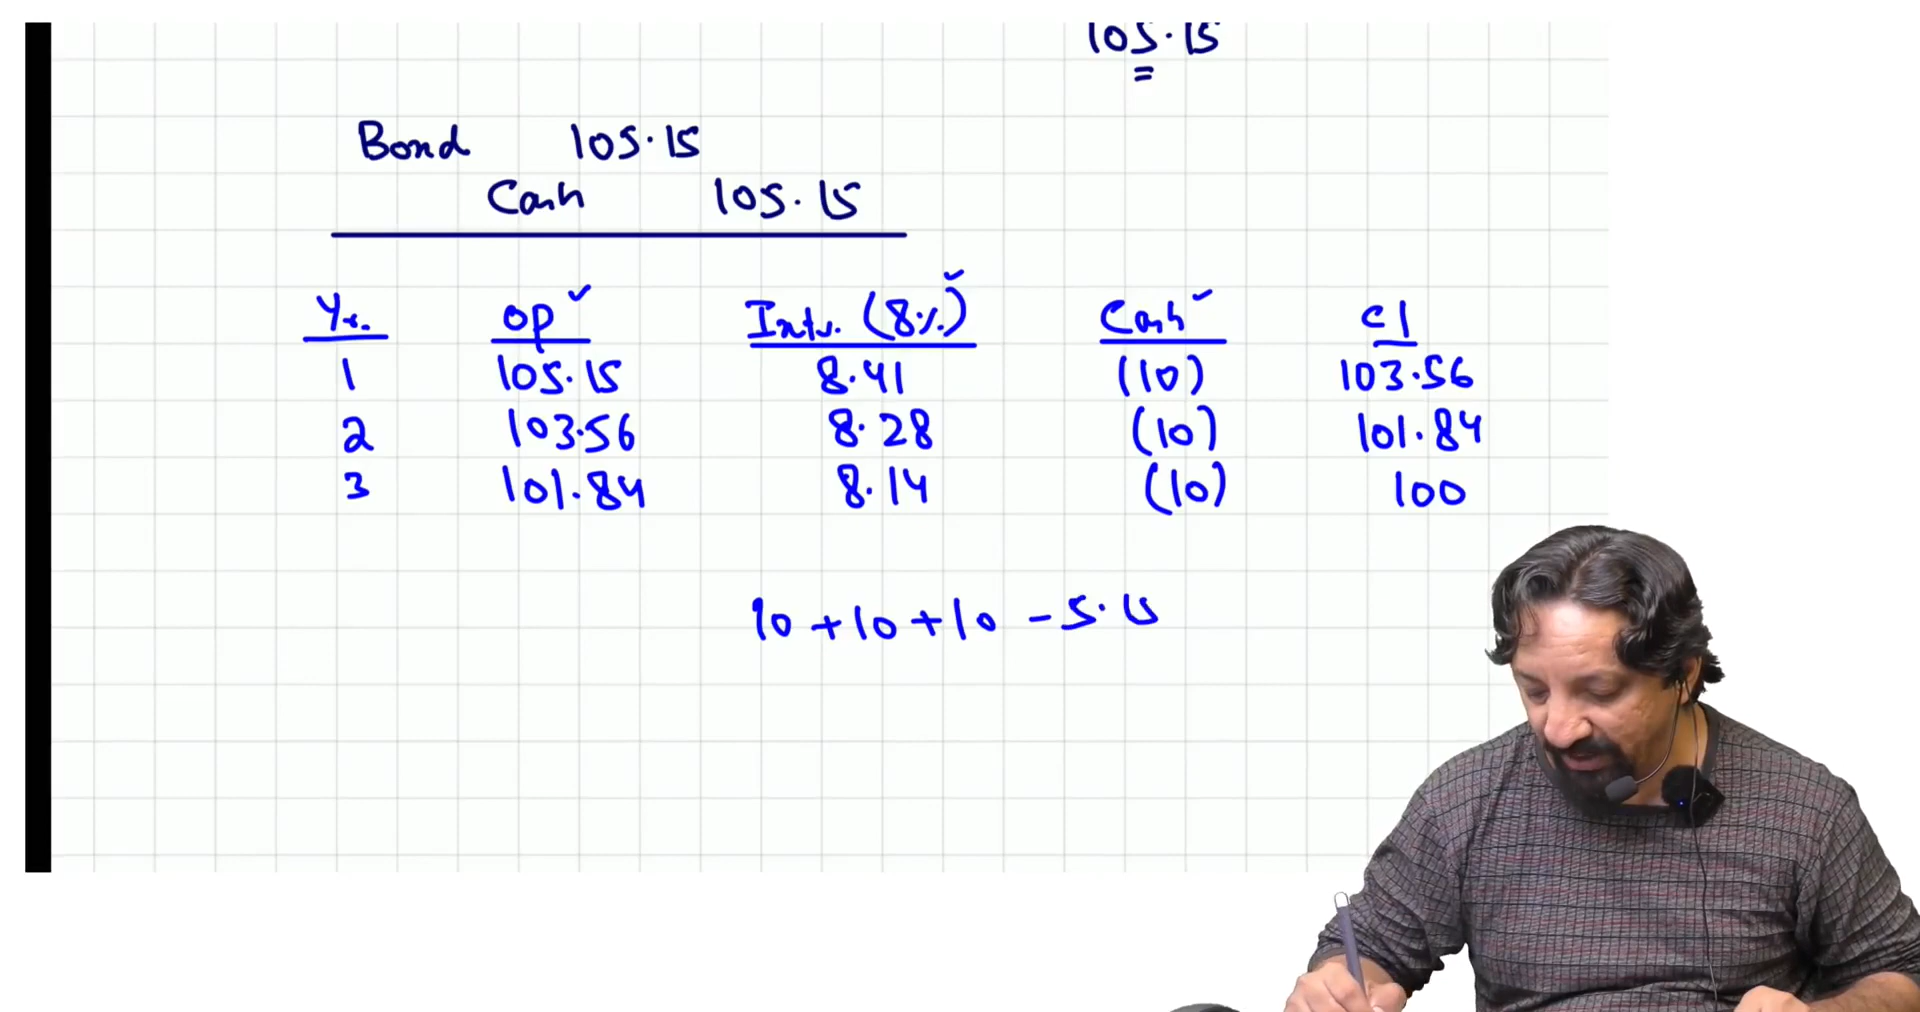 105.15
=
Bond 105.15
Cash 105.15
Yr. op ✓ Intr. (8%) ✓ Cash ✓ cl
1 105.15 8.41 (10) 103.56
2 103.56 8.28 (10) 101.84
3 101.84 8.14 (10) 100
10 + 10 + 10 - 5.15